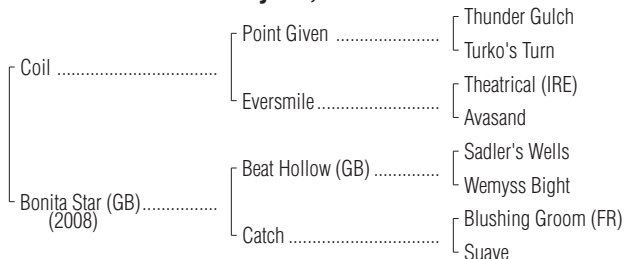 Thunder Gulch
Point Given ..................
Turko's Turn
Coil ................................
Theatrical (IRE)
Eversmile.........................
Avasand
Sadler's Wells
Beat Hollow (GB) .............
Wemyss Bight
Bonita Star (GB)...............
(2008)
Blushing Groom (FR)
Catch ..............................
Suave